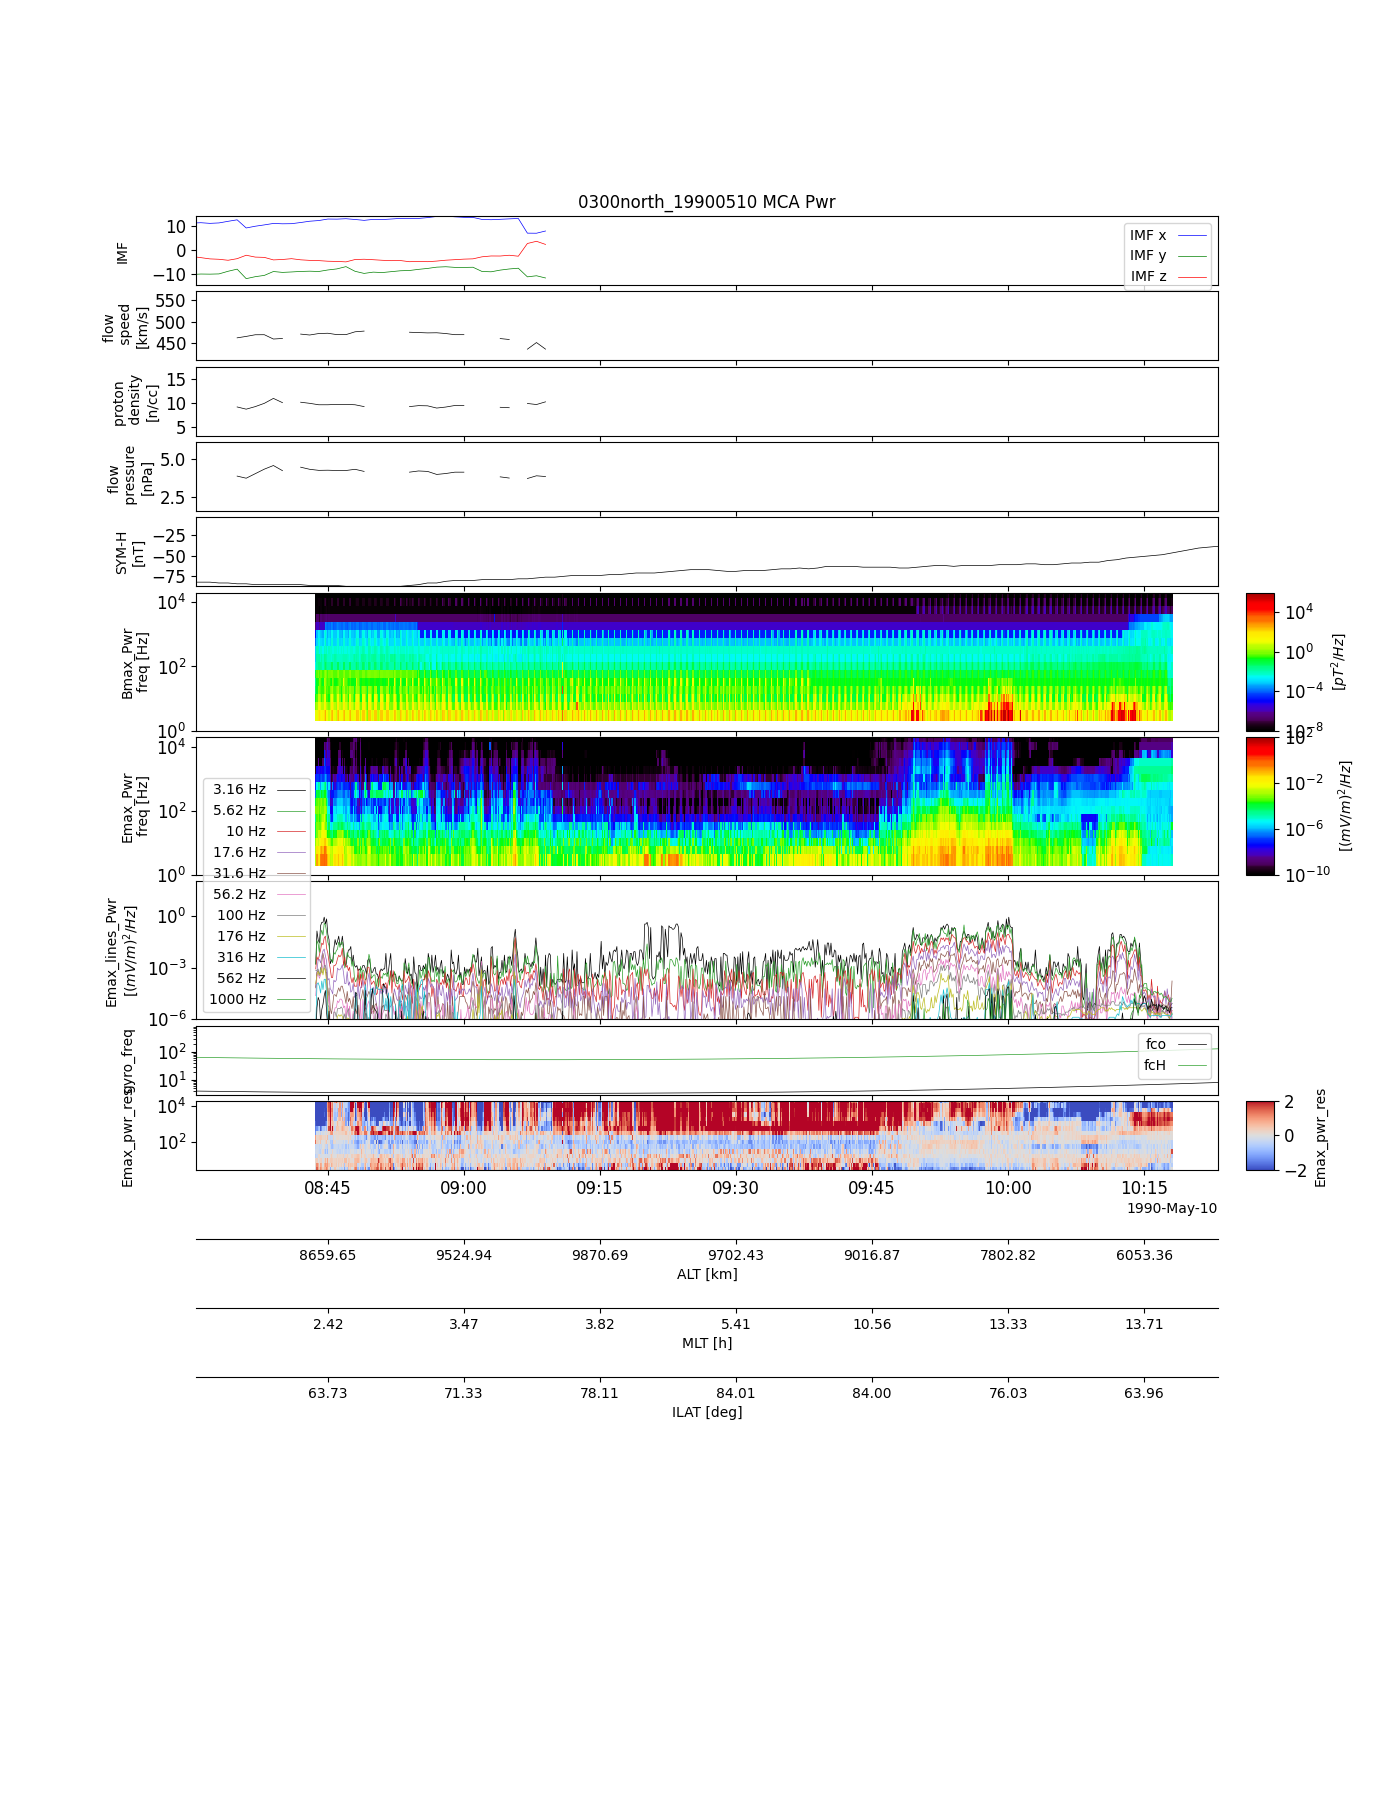 0300north_19900510 MCA Pwr
10
0
−10
IMF
IMF x
IMF y
IMF z
550
500
450
flow
speed
[km/s]
15
10
5
proton
density
[n/cc]
5.0
2.5
flow
pressure
[nPa]
−25
−50
−75
SYM-H
[nT]
10^4
10^2
10^0
Bmax_Pwr
freq [Hz]
10^4
10^0
10^−4
10^−8
[pT^2/Hz]
10^4
10^2
10^0
Emax_Pwr
freq [Hz]
10^2
10^−2
10^−6
10^−10
[(mV/m)^2/Hz]
3.16 Hz
5.62 Hz
10 Hz
17.6 Hz
31.6 Hz
56.2 Hz
100 Hz
176 Hz
316 Hz
562 Hz
1000 Hz
10^0
10^−3
10^−6
Emax_lines_Pwr
[(mV/m)^2/Hz]
10^2
10^1
gyro_freq
fco
fcH
10^4
10^2
Emax_pwr_res
2
0
−2
Emax_pwr_res
08:45 09:00 09:15 09:30 09:45 10:00 10:15
1990-May-10
8659.65 9524.94 9870.69 9702.43 9016.87 7802.82 6053.36
ALT [km]
2.42 3.47 3.82 5.41 10.56 13.33 13.71
MLT [h]
63.73 71.33 78.11 84.01 84.00 76.03 63.96
ILAT [deg]